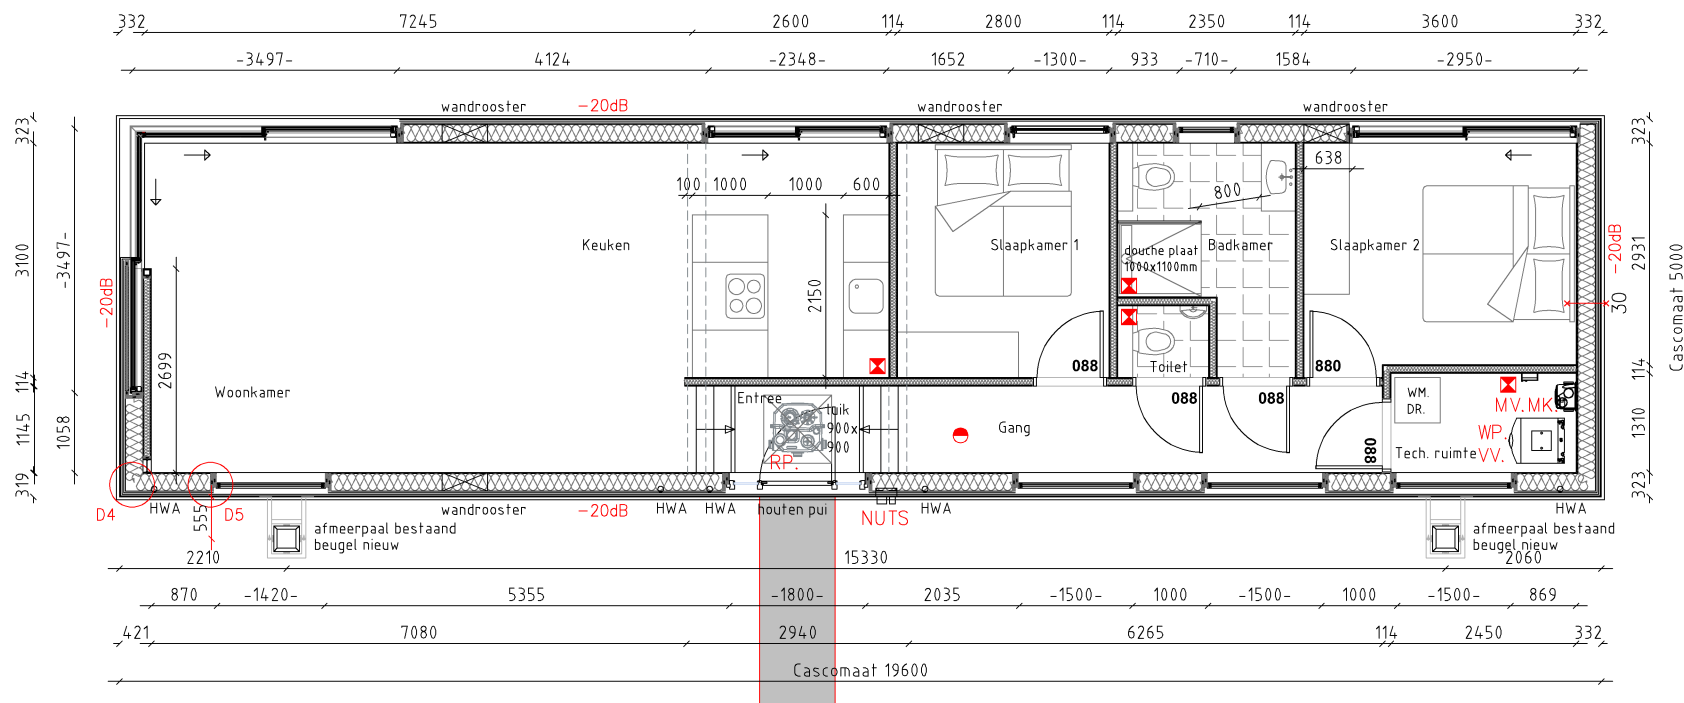 332 7245 2600 114 2800 114 2350 114 3600 332
-3497- 4124 -2348- 1652 -1300- 933 -710- 1584 -2950-
wandrooster -20dB wandrooster wandrooster
323 323
638
100 1000 1000 600
800
3100 -3497- Keuken Slaapkamer 1 Badkamer Slaapkamer 2 -20dB 2931 Cascomaat 5000
douche plaat
1000x1100mm
-20dB 2150 30
2699 880 Toilet 880
114 114
Woonkamer Entree WM.
DR.
880 880
luik
900x
900
MV. MK.
1145 1058 Gang 880 WP. 1310
RP. Tech. ruimte VV.
319 323
D4 HWA 555 D5 wandrooster -20dB HWA HWA houten pui NUTS HWA HWA
afmeerpaal bestaand
beugel nieuw
afmeerpaal bestaand
beugel nieuw
2210 15330 2060
870 -1420- 5355 -1800- 2035 -1500- 1000 -1500- 1000 -1500- 869
421 7080 2940 6265 114 2450 332
Cascomaat 19600